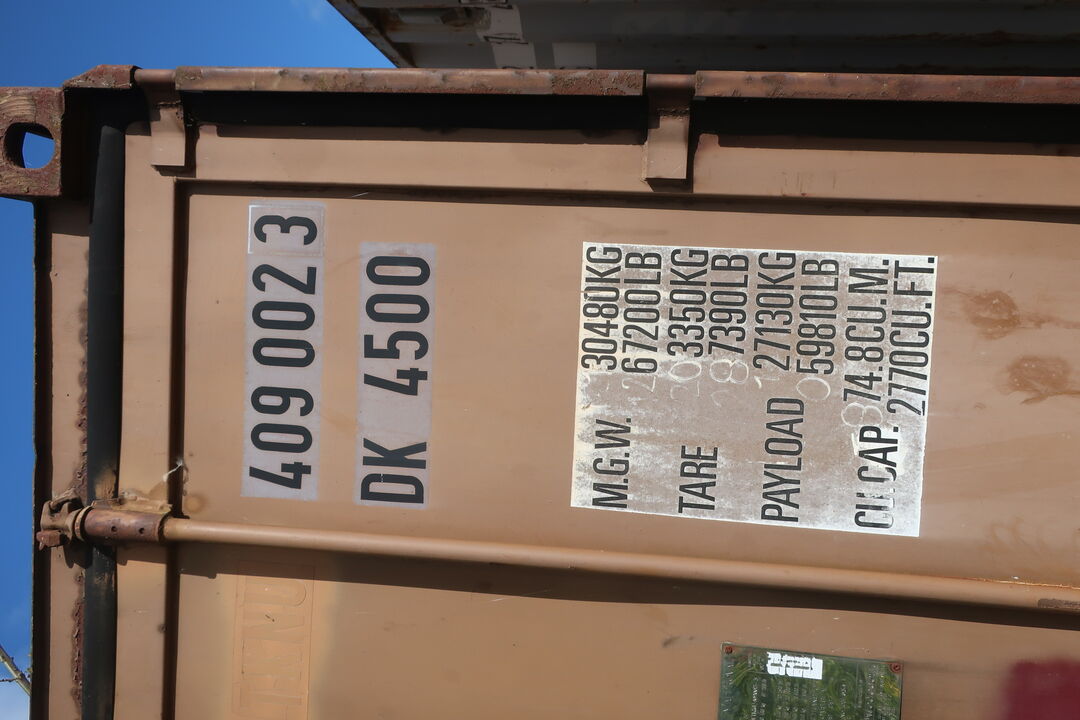 409 002 3
DK 4500
M.G.W. 30480KG
67200LB
TARE 3350KG
7390LB
PAYLOAD 27130KG
59810LB
CU.CAP. 74.8CU.M.
2770CU.FT.